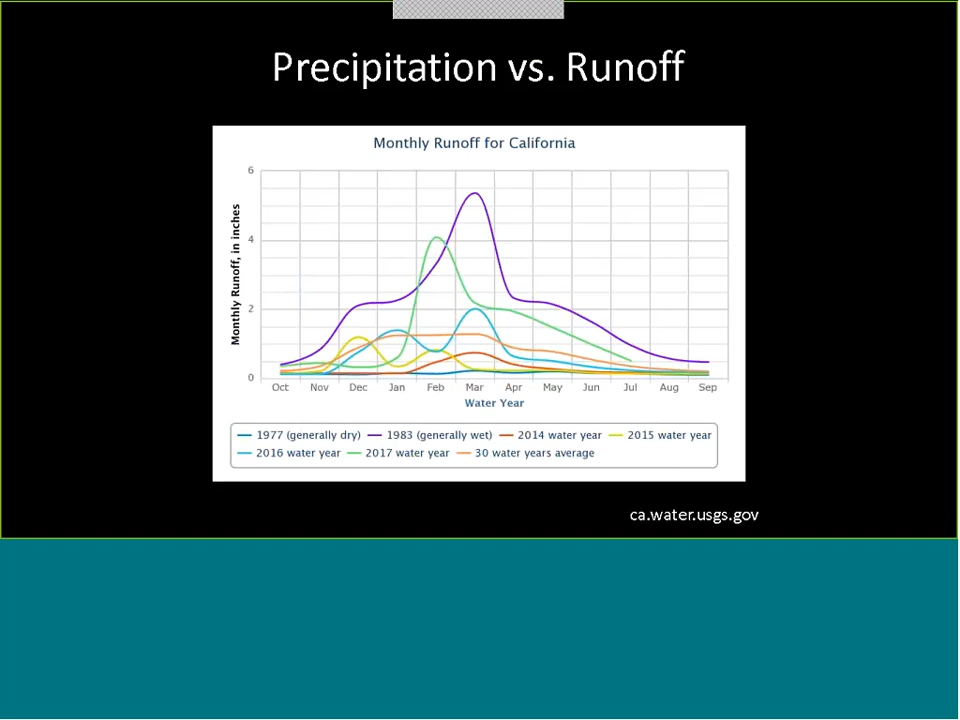 Precipitation vs. Runoff
Monthly Runoff for California
Monthly Runoff, in inches
6
4
2
0
Oct Nov Dec Jan Feb Mar Apr May Jun Jul Aug Sep
Water Year
1977 (generally dry) 1983 (generally wet) 2014 water year 2015 water year
2016 water year 2017 water year 30 water years average
ca.water.usgs.gov